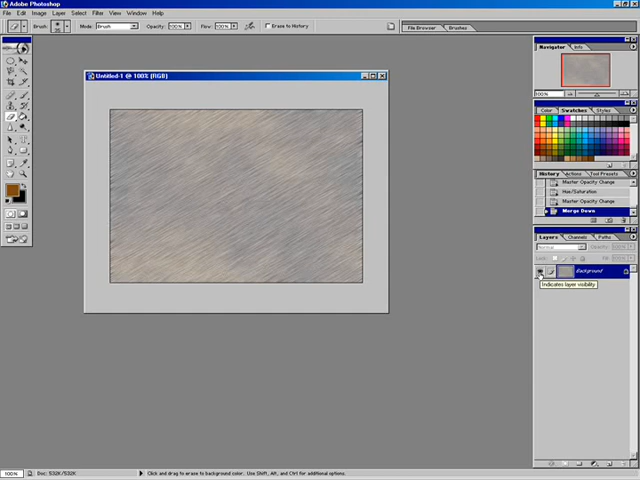 Adobe Photoshop
File Edit Image Layer Select Filter View Window Help
Brush: Mode: Brush Opacity: 100% Flow: 100% Erase to History File Browser Brushes
Untitled-1 @ 100% (RGB)
Navigator Info
100%
Color Swatches Styles
History Actions Tool Presets
Master Opacity Change
Hue/Saturation
Master Opacity Change
Merge Down
Layers Channels Paths
Normal Opacity:
Lock: Fill:
Background
Indicates layer visibility
100% Doc: 532K/532K Click and drag to erase to background color. Use Shift, Alt, and Ctrl for additional options.